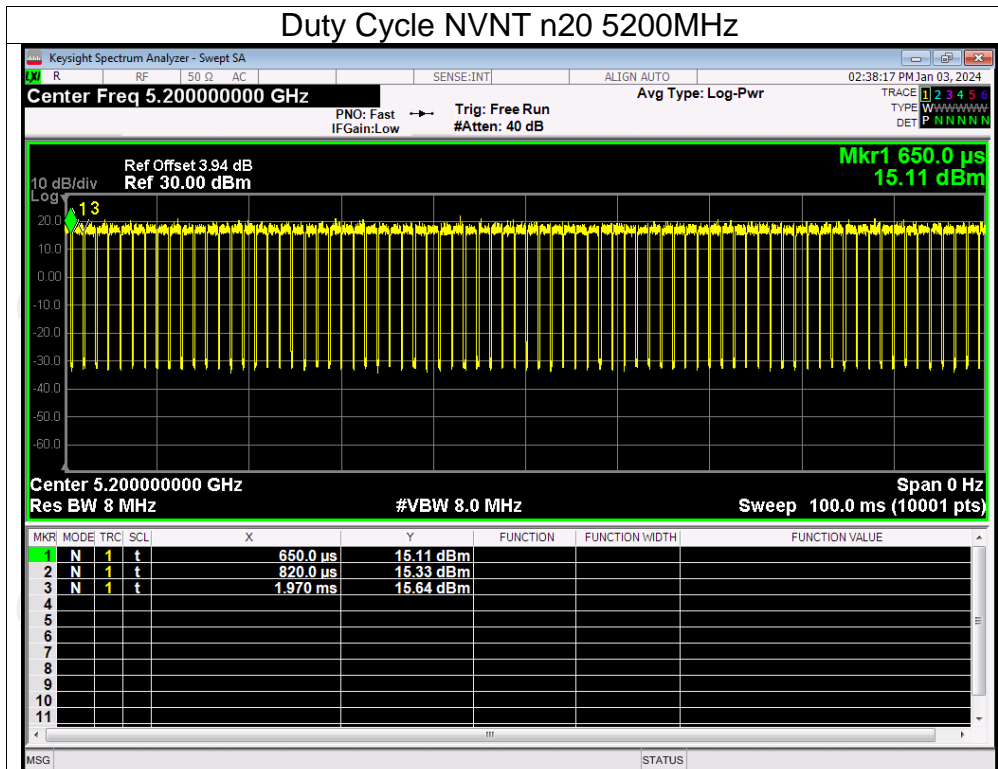 Duty Cycle NVNT n20 5200MHz
Keysight Spectrum Analyzer - Swept SA
LXI R RF 50 Ω AC SENSE:INT ALIGN AUTO 02:38:17 PM Jan 03, 2024
Center Freq 5.200000000 GHz Avg Type: Log-Pwr TRACE 1 2 3 4 5 6
PNO: Fast Trig: Free Run TYPE WWWWWW
IFGain:Low #Atten: 40 dB DET P N N N N N
Mkr1 650.0 µs
Ref Offset 3.94 dB
10 dB/div Ref 30.00 dBm 15.11 dBm
Log
1 3
20.0
10.0
0.00
-10.0
-20.0
-30.0
-40.0
-50.0
-60.0
Center 5.200000000 GHz Span 0 Hz
Res BW 8 MHz #VBW 8.0 MHz Sweep 100.0 ms (10001 pts)
MKR MODE TRC SCL X Y FUNCTION FUNCTION WIDTH FUNCTION VALUE
1 N 1 t 650.0 µs 15.11 dBm
2 N 1 t 820.0 µs 15.33 dBm
3 N 1 t 1.970 ms 15.64 dBm
4
5
6
7
8
9
10
11
MSG STATUS